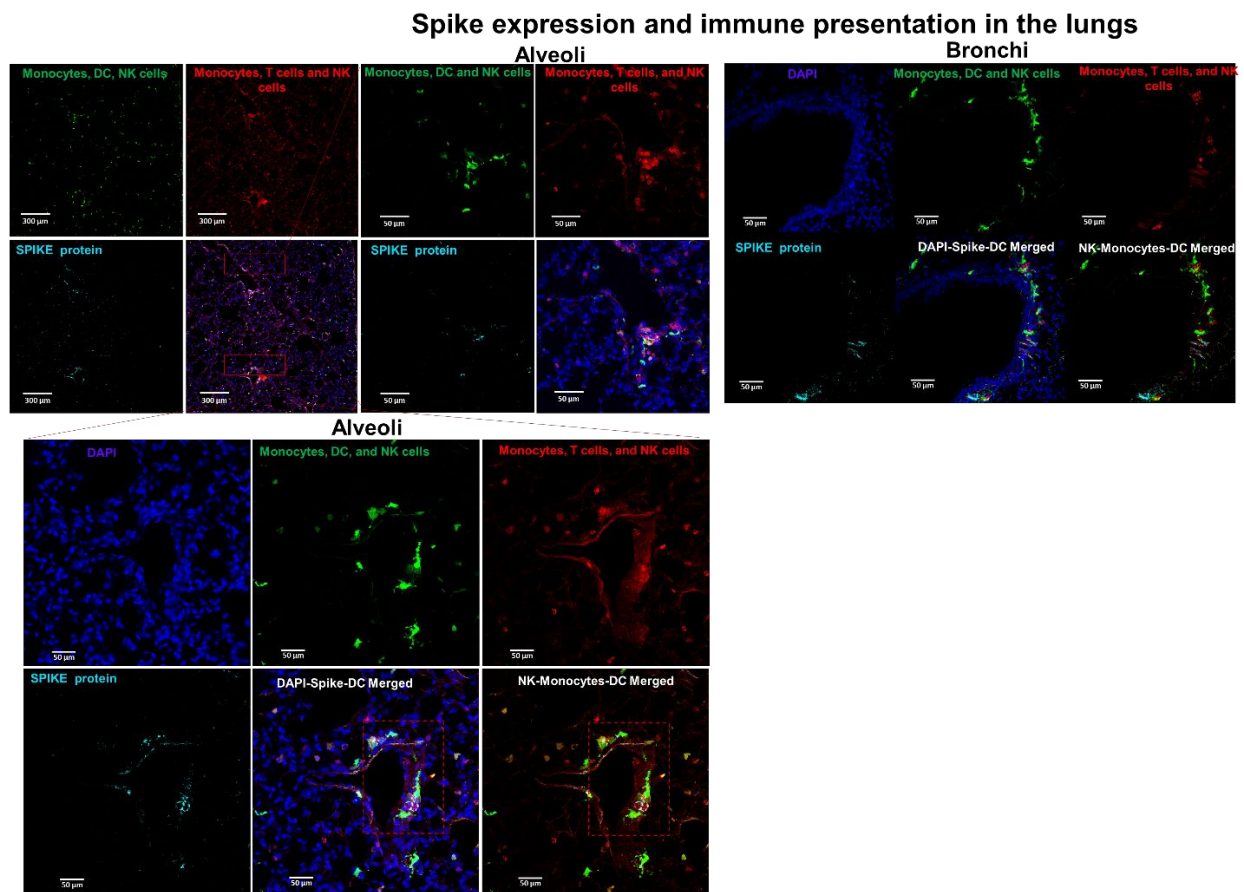 Spike expression and immune presentation in the lungs
Alveoli
Monocytes, DC, NK cells
Monocytes, T cells and NK
cells
Monocytes, DC and NK cells
Monocytes, T cells, and NK
cells
300 µm
300 µm
50 µm
50 µm
SPIKE protein
SPIKE protein
300 µm
300 µm
50 µm
50 µm
Bronchi
DAPI
Monocytes, DC and NK cells
Monocytes, T cells, and NK
cells
50 µm
50 µm
50 µm
SPIKE protein
DAPI-Spike-DC Merged
NK-Monocytes-DC Merged
50 µm
50 µm
50 µm
Alveoli
DAPI
Monocytes, DC, and NK cells
Monocytes, T cells, and NK cells
50 µm
50 µm
50 µm
SPIKE protein
DAPI-Spike-DC Merged
NK-Monocytes-DC Merged
50 µm
50 µm
50 µm